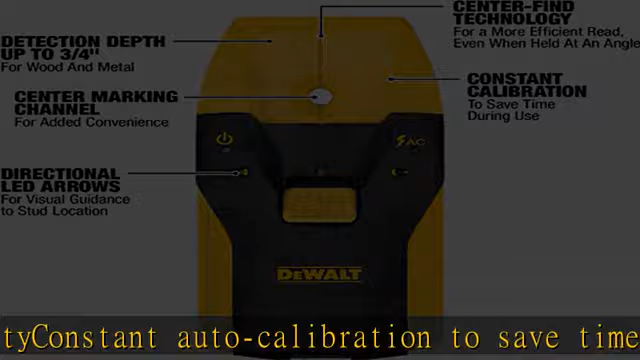 CENTER-FIND
TECHNOLOGY
For a More Efficient Read,
Even When Held At An Angle
DETECTION DEPTH
UP TO 3/4"
For Wood And Metal
CONSTANT
CALIBRATION
To Save Time
During Use
CENTER MARKING
CHANNEL
For Added Convenience
AC
DIRECTIONAL
LED ARROWS
For Visual Guidance
to Stud Location
DEWALT
tyConstant auto-calibration to save time